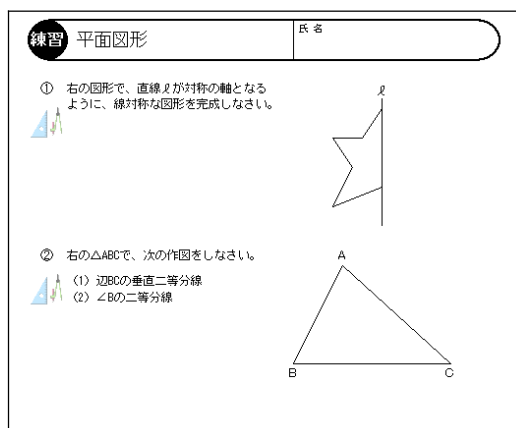 練習 平面図形
氏名
① 右の図形で、直線ℓが対称の軸となる
ように、線対称な図形を完成しなさい。
ℓ
② 右の△ABCで、次の作図をしなさい。
(1) 辺BCの垂直二等分線
(2) ∠Bの二等分線
A
B
C